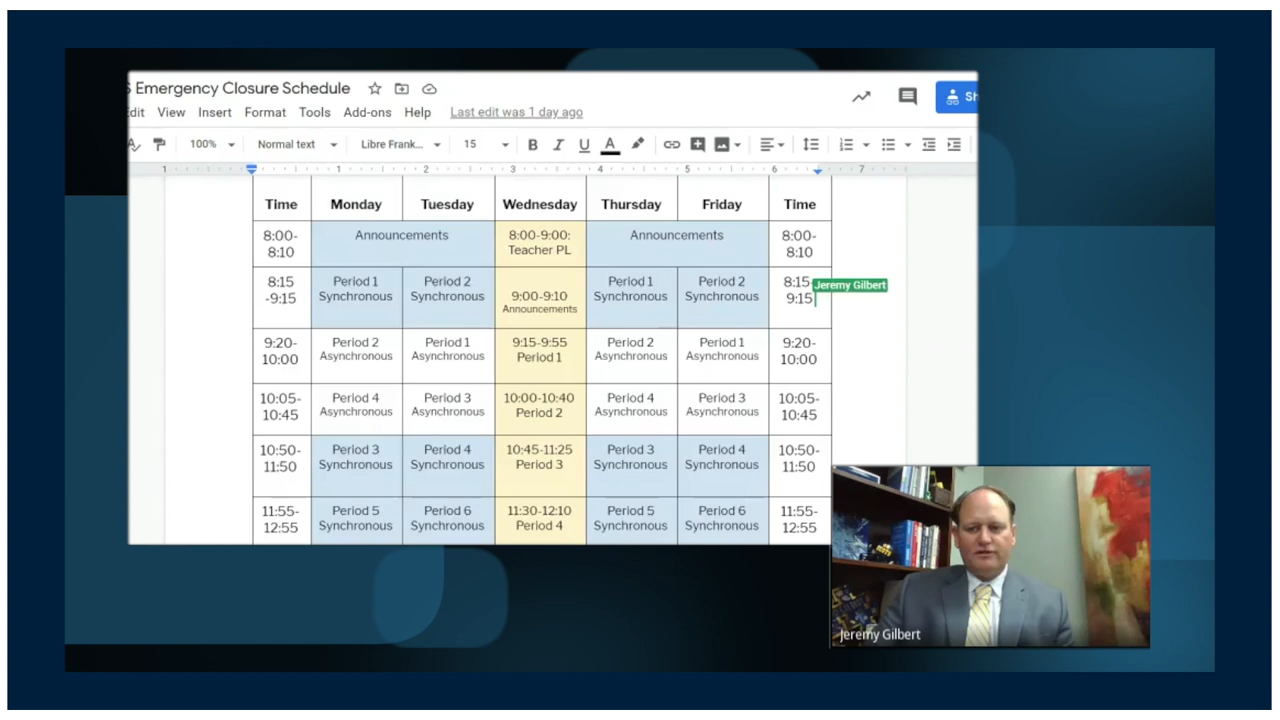 S Emergency Closure Schedule
dit View Insert Format Tools Add-ons Help Last edit was 1 day ago
Sh
100% Normal text Libre Frank... 15 B I U A
1 1 2 3 4 5 6 7
Time Monday Tuesday Wednesday Thursday Friday Time
8:00-
8:10
Announcements
8:00-9:00:
Teacher PL
Announcements
8:00-
8:10
8:15
-9:15
Period 1
Synchronous
Period 2
Synchronous
9:00-9:10
Announcements
Period 1
Synchronous
Period 2
Synchronous
8:15
9:15
Jeremy Gilbert
9:20-
10:00
Period 2
Asynchronous
Period 1
Asynchronous
9:15-9:55
Period 1
Period 2
Asynchronous
Period 1
Asynchronous
9:20-
10:00
10:05-
10:45
Period 4
Asynchronous
Period 3
Asynchronous
10:00-10:40
Period 2
Period 4
Asynchronous
Period 3
Asynchronous
10:05-
10:45
10:50-
11:50
Period 3
Synchronous
Period 4
Synchronous
10:45-11:25
Period 3
Period 3
Synchronous
Period 4
Synchronous
10:50-
11:50
11:55-
12:55
Period 5
Synchronous
Period 6
Synchronous
11:30-12:10
Period 4
Period 5
Synchronous
Period 6
Synchronous
11:55-
12:55
Jeremy Gilbert